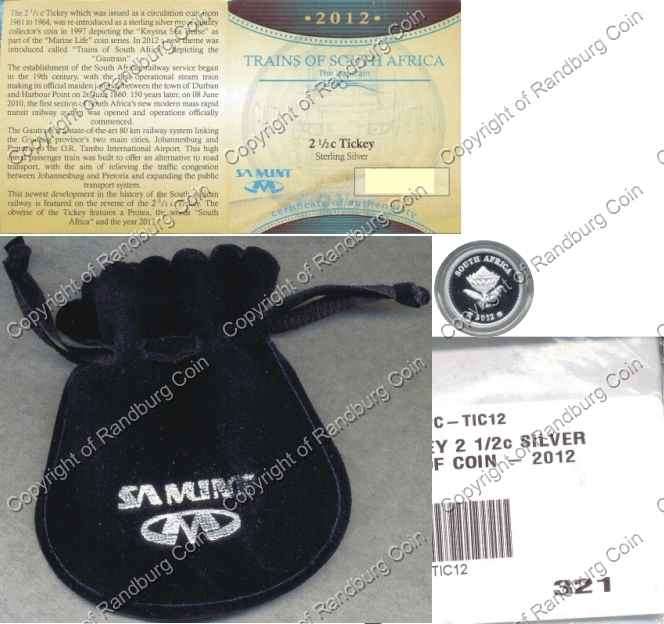 The 2 ½ c Tickey which was issued as a circulation coin from
1961 to 1964, was re-introduced as a sterling silver proof quality
collector's coin in 1997 depicting the "Knysna Sea Horse" as
part of the "Marine Life" coin series. In 2012 a new theme was
introduced called "Trains of South Africa" depicting the
"Gautrain"
The establishment of the South African railway service began
in the 19th century, with the first operational steam train
making its official maiden journey between the town of Durban
and Harbour Point on 26 June 1860. 150 years later, on 08 June
2010, the first section of South Africa's new modern mass rapid
transit railway system was opened and operations officially
commenced.
The Gautrain state-of-the-art 80 km railway system linking
the Gauteng province's two main cities, Johannesburg and
Pretoria to the O.R. Tambo International Airport. This high
speed passenger train was built to offer an alternative to road
transport, with the aim of relieving the traffic congestion
between Johannesburg and Pretoria and expanding the public
transport system.
This newest development in the history of the South African
railway is featured on the reverse of the 2 ½ c Tickey. The
obverse of the Tickey features a Protea, the words "South
Africa" and the year 2012.
• 2012 •
TRAINS OF SOUTH AFRICA
The Gautrain
2 ½c Tickey
Sterling Silver
SA MINT
certificate of authenticity
SOUTH AFRICA
2012
SA MINT
C-TIC12
EY 2 1/2c SILVER
OF COIN - 2012
TIC12
321
Copyright of Randburg Coin